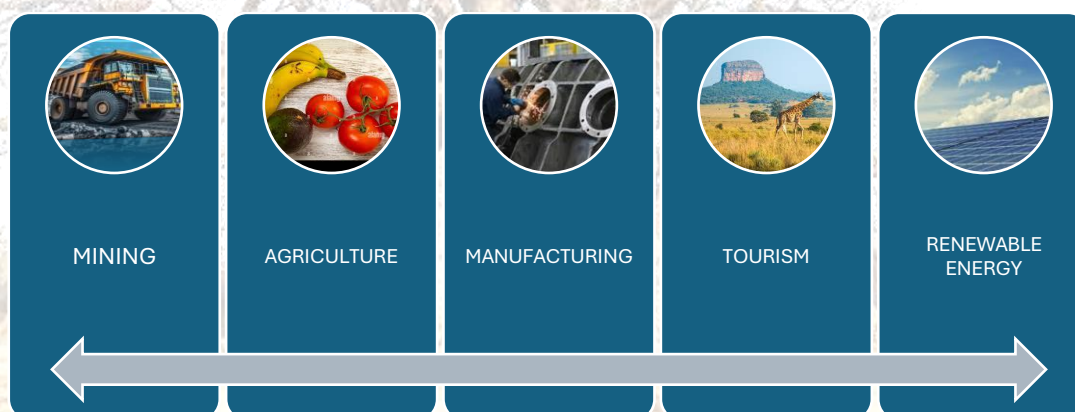 MINING
AGRICULTURE
MANUFACTURING
TOURISM
RENEWABLE
ENERGY